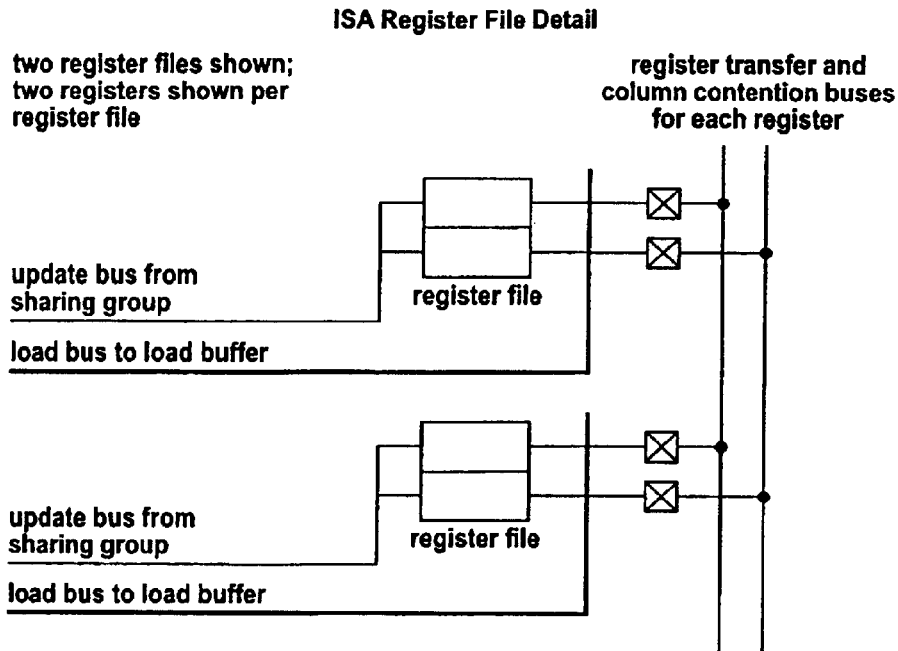 ISA Register File Detail
two register files shown;
two registers shown per
register file
register transfer and
column contention buses
for each register
update bus from
sharing group
register file
load bus to load buffer
update bus from
sharing group
register file
load bus to load buffer